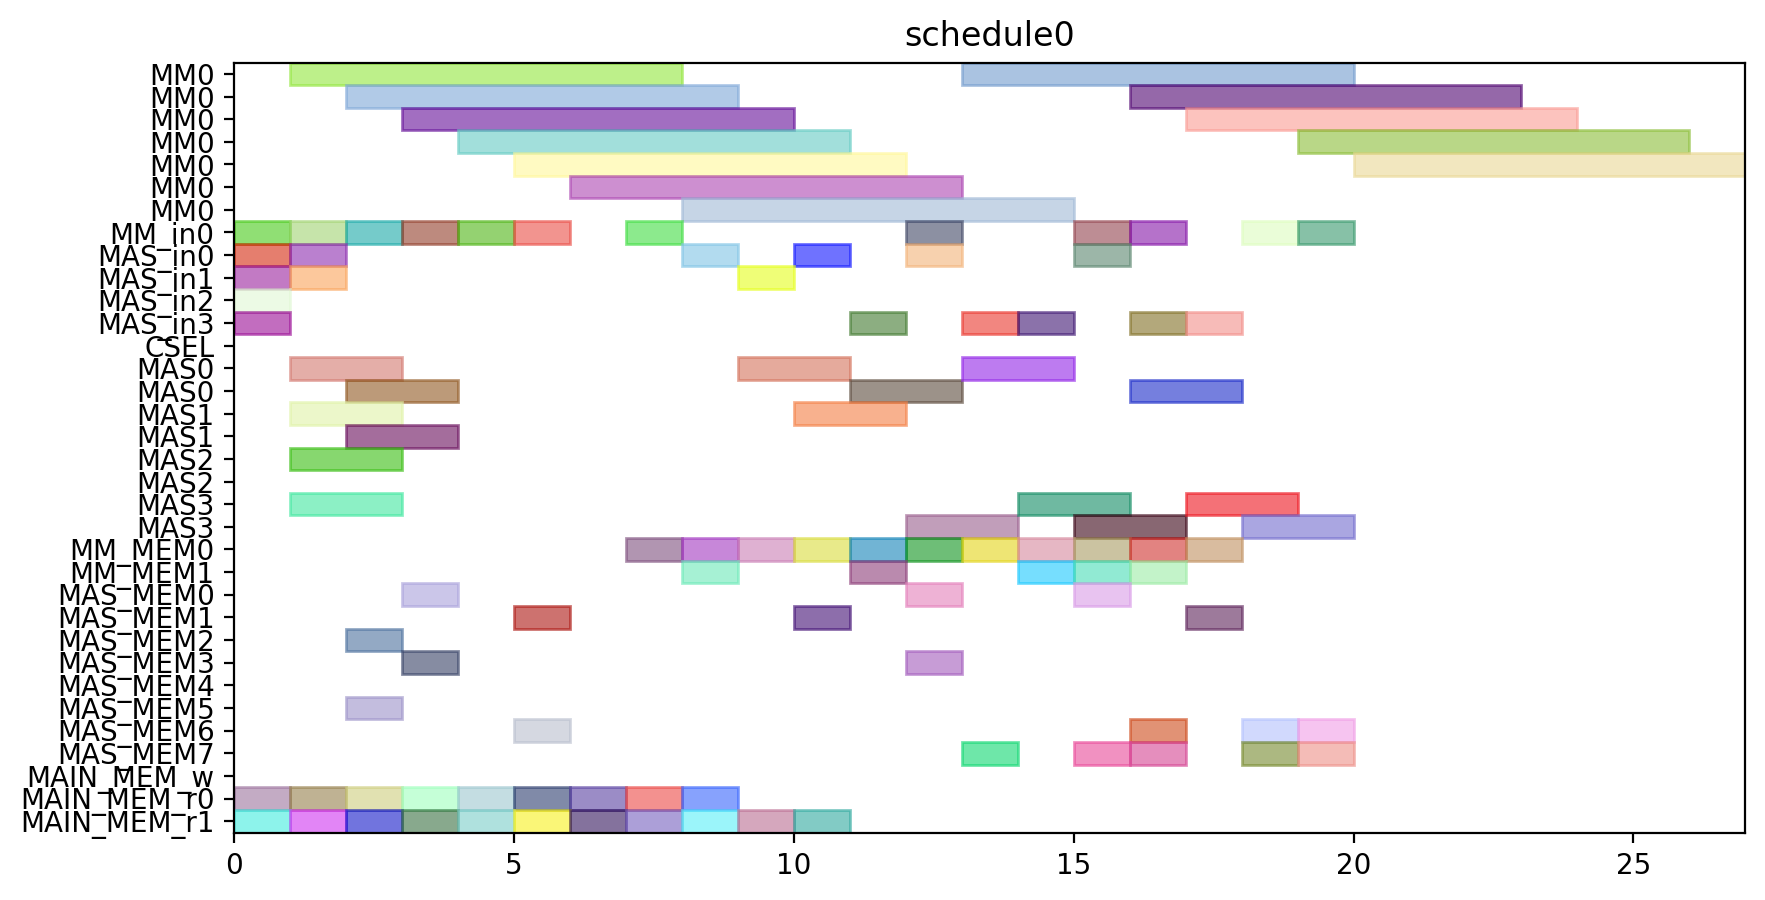 schedule0
MM0
MM0
MM0
MM0
MM0
MM0
MM0
MM_in0
MAS_in0
MAS_in1
MAS_in2
MAS_in3
CSEL
MAS0
MAS0
MAS1
MAS1
MAS2
MAS2
MAS3
MAS3
MM_MEM0
MM_MEM1
MAS_MEM0
MAS_MEM1
MAS_MEM2
MAS_MEM3
MAS_MEM4
MAS_MEM5
MAS_MEM6
MAS_MEM7
MAIN_MEM_w
MAIN_MEM_r0
MAIN_MEM_r1
0 5 10 15 20 25